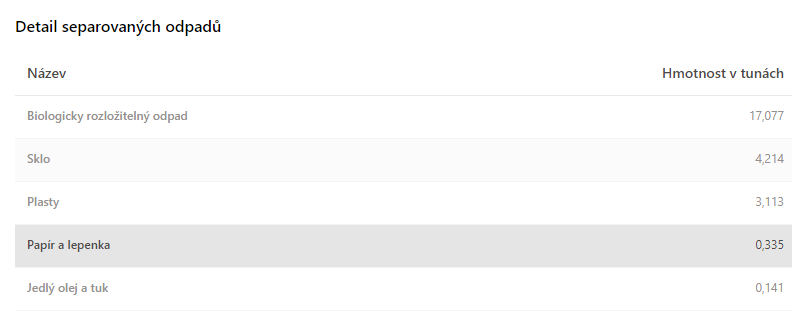 Detail separovaných odpadů
Název Hmotnost v tunách
Biologicky rozložitelný odpad 17,077
Sklo 4,214
Plasty 3,113
Papír a lepenka 0,335
Jedlý olej a tuk 0,141